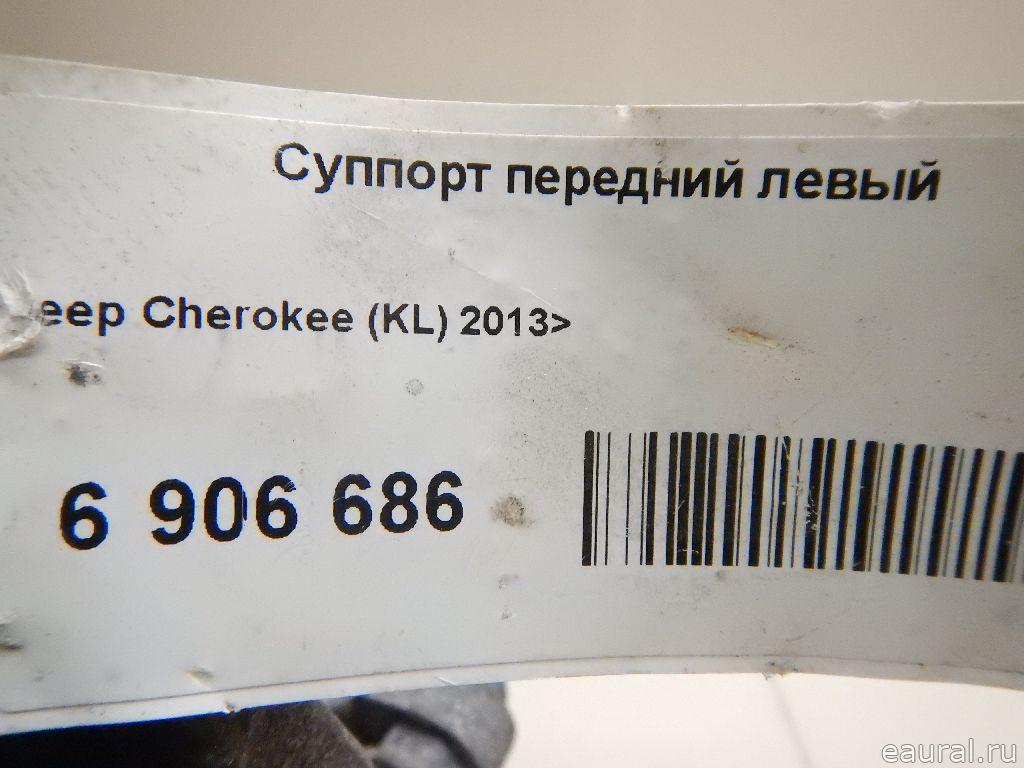 Суппорт передний левый
eep Cherokee (KL) 2013>
6 906 686
eaural.ru